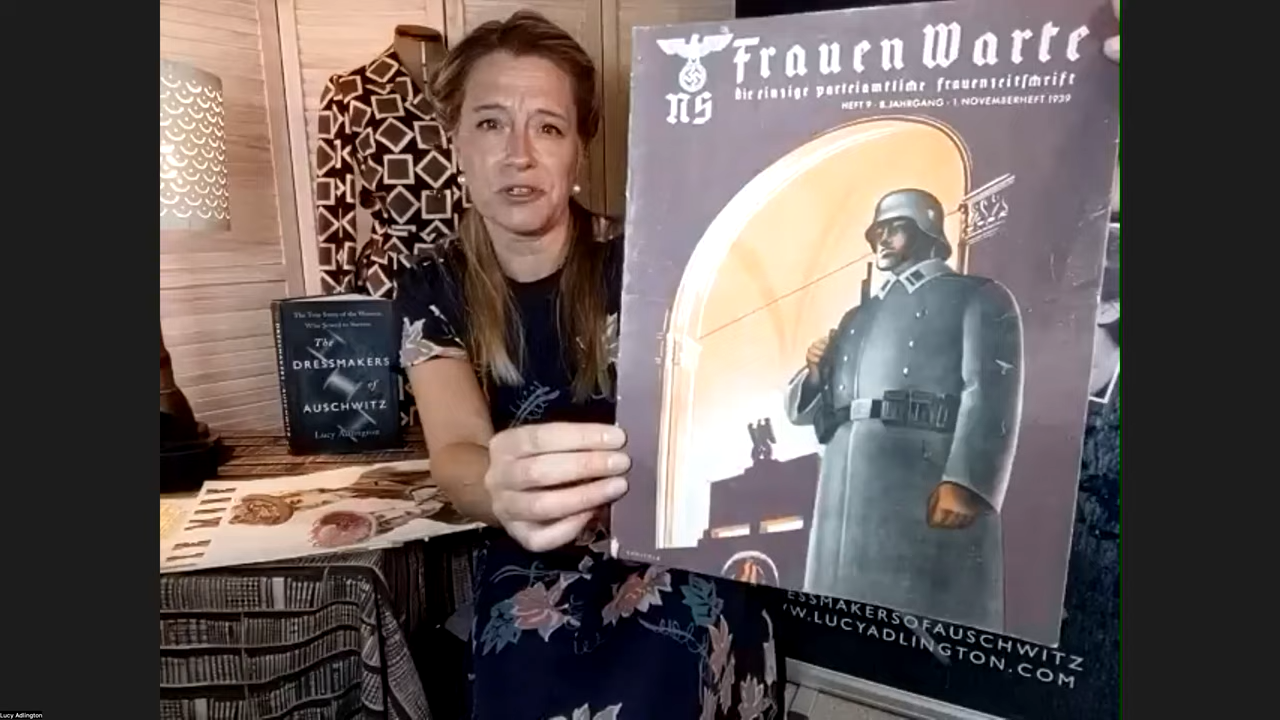 Frauen Warte
Die einzige parteiamtliche Frauenzeitschrift
HEFT 9 · 8. JAHRGANG · 1. NOVEMBERHEFT 1939
NS
The True Story of the Women
Who Sewed to Survive
The
DRESSMAKERS
of
AUSCHWITZ
Lucy Adlington
ESSMAKERSOFAUSCHWITZ
W.LUCYADLINGTON.COM
Lucy Adlington